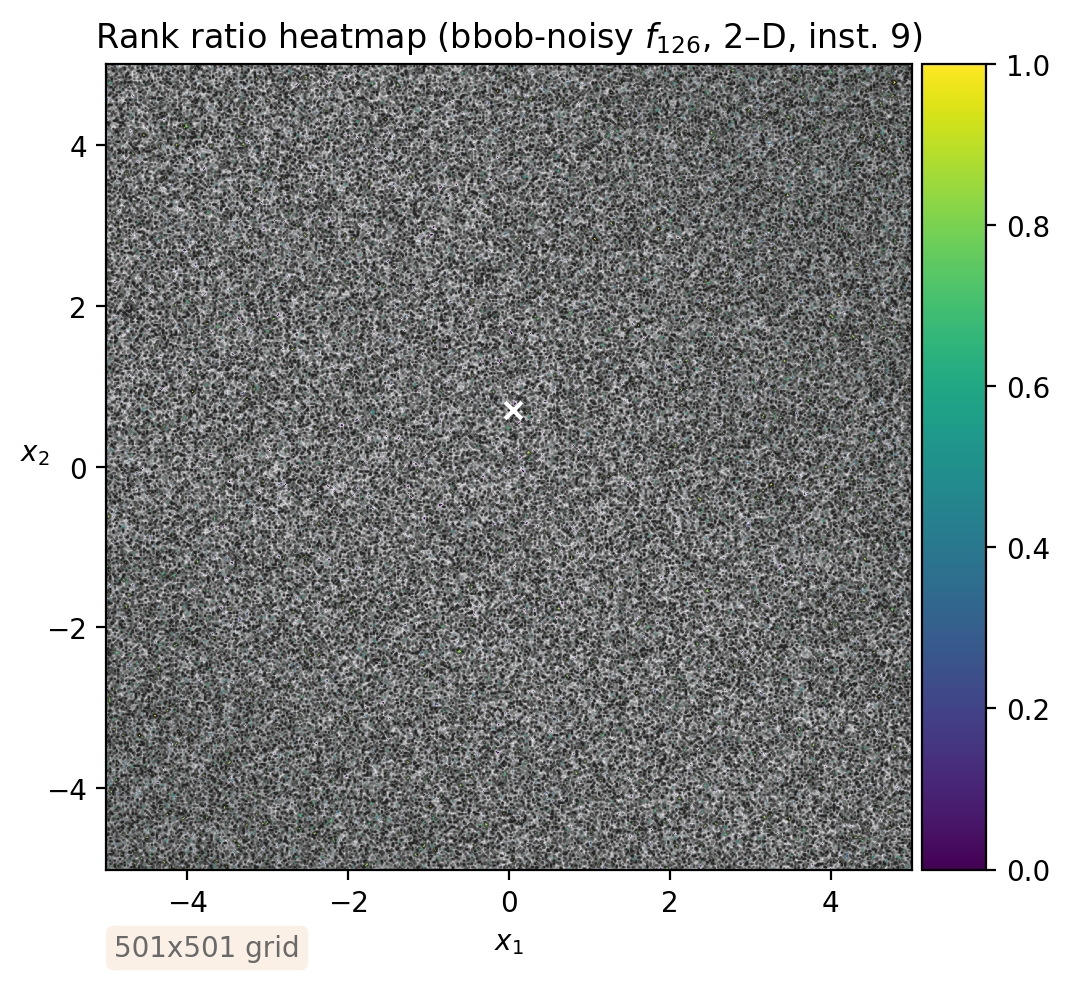 Rank ratio heatmap (bbob-noisy f₁₂₆, 2–D, inst. 9)
1.0
0.8
0.6
0.4
0.2
0.0
4
2
0
−2
−4
x₂
−4 −2 0 2 4
x₁
501x501 grid